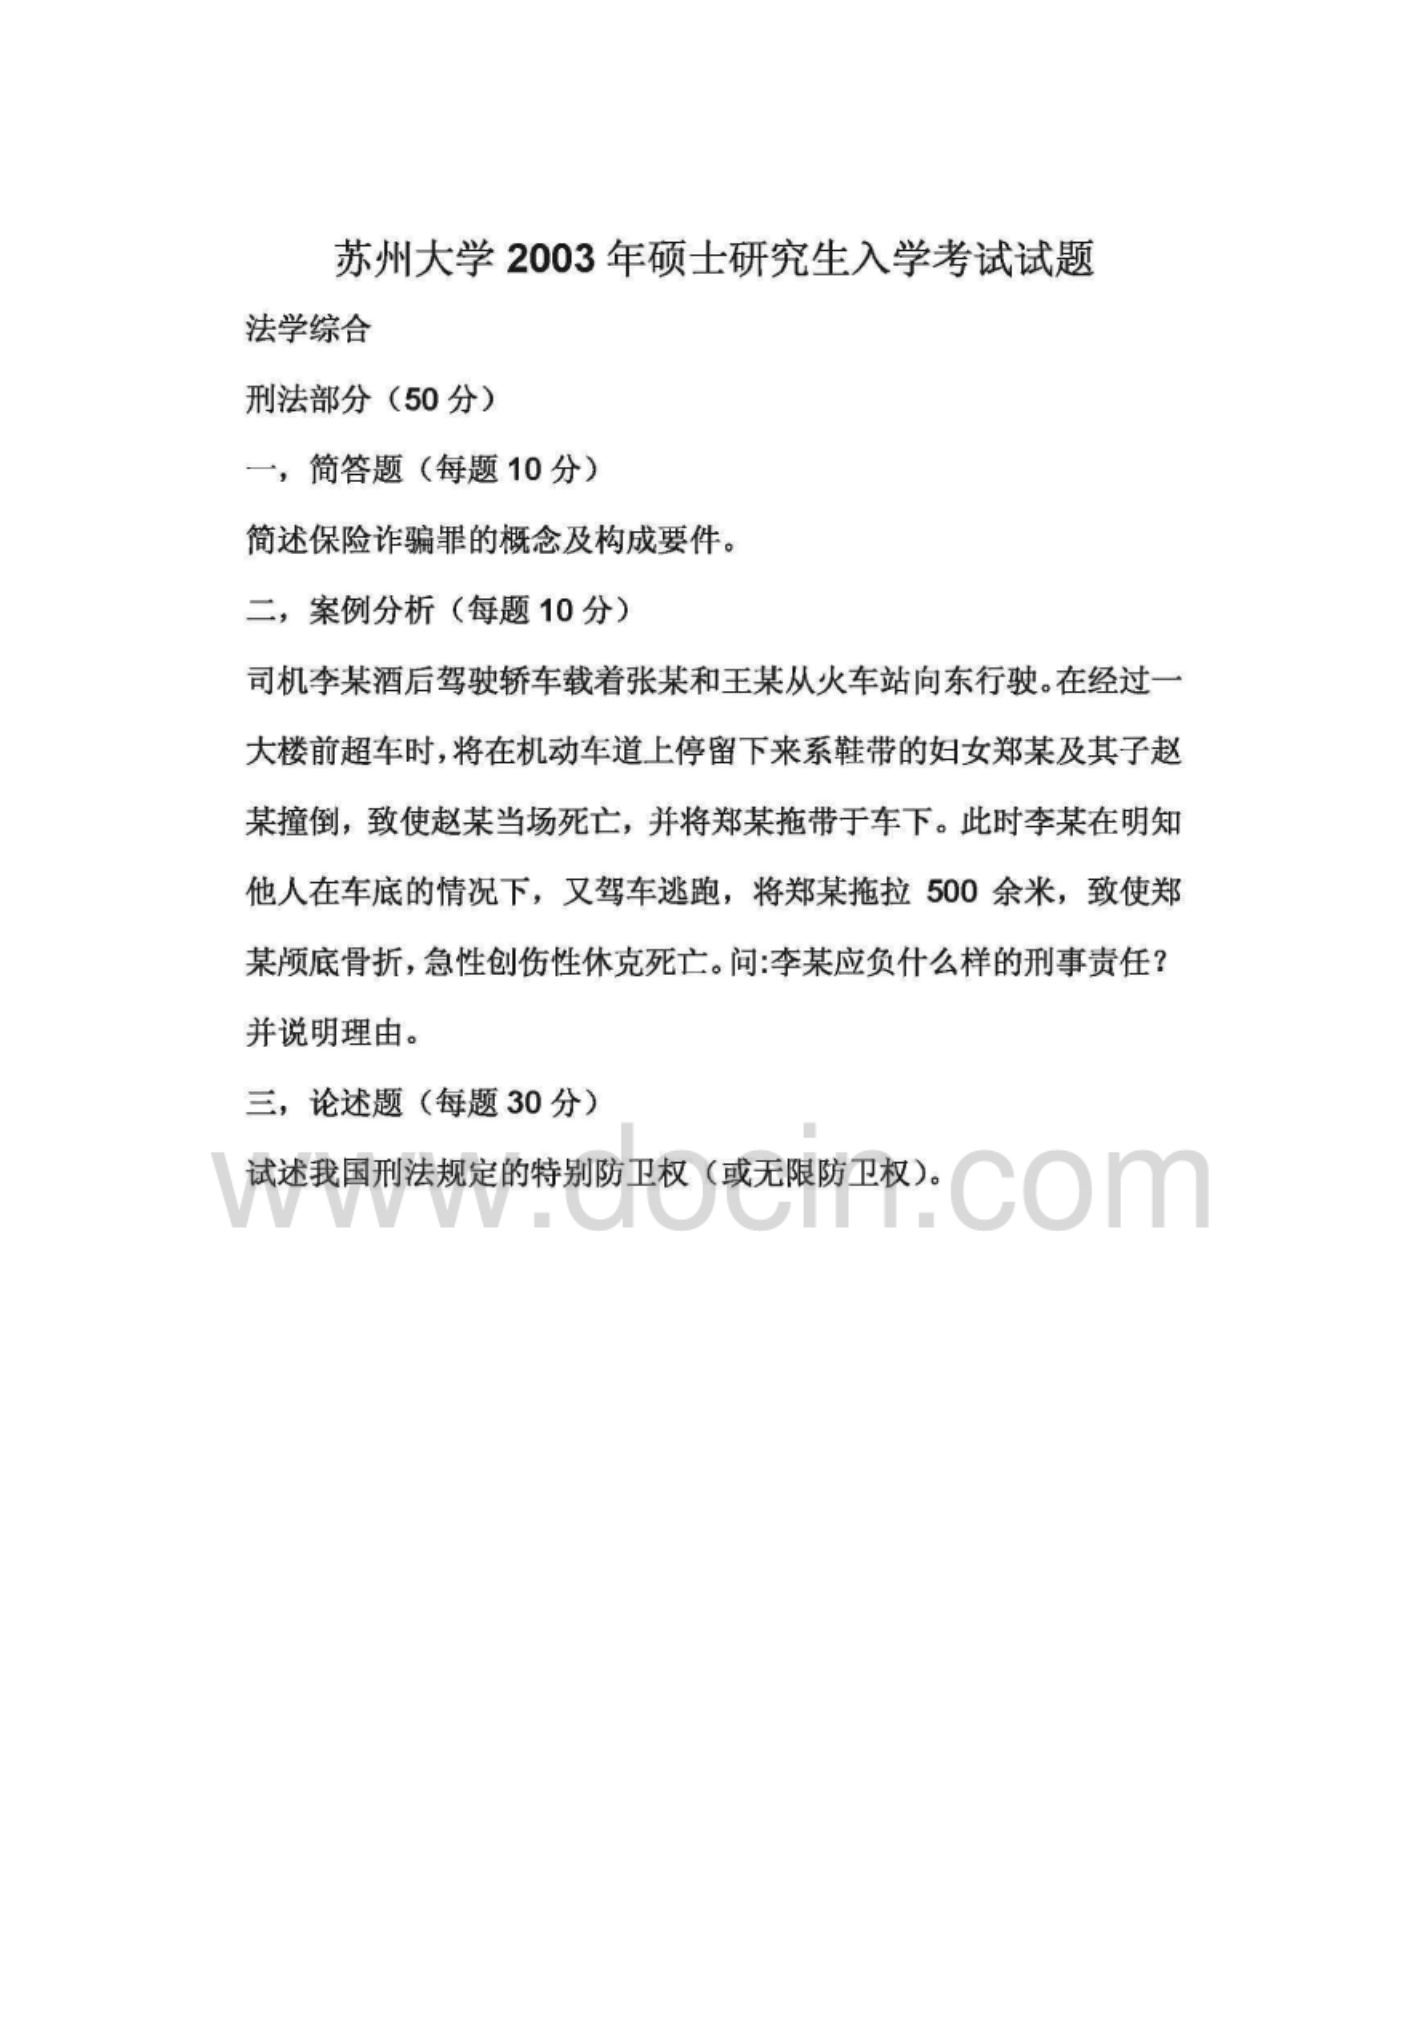 苏州大学 2003 年硕士研究生入学考试试题
法学综合
刑法部分（50 分）
一，简答题（每题 10 分）
简述保险诈骗罪的概念及构成要件。
二，案例分析（每题 10 分）
司机李某酒后驾驶轿车载着张某和王某从火车站向东行驶。在经过一
大楼前超车时，将在机动车道上停留下来系鞋带的妇女郑某及其子赵
某撞倒，致使赵某当场死亡，并将郑某拖带于车下。此时李某在明知
他人在车底的情况下，又驾车逃跑，将郑某拖拉 500 余米，致使郑
某颅底骨折，急性创伤性休克死亡。问:李某应负什么样的刑事责任？
并说明理由。
三，论述题（每题 30 分）
试述我国刑法规定的特别防卫权（或无限防卫权）。
www.docin.com